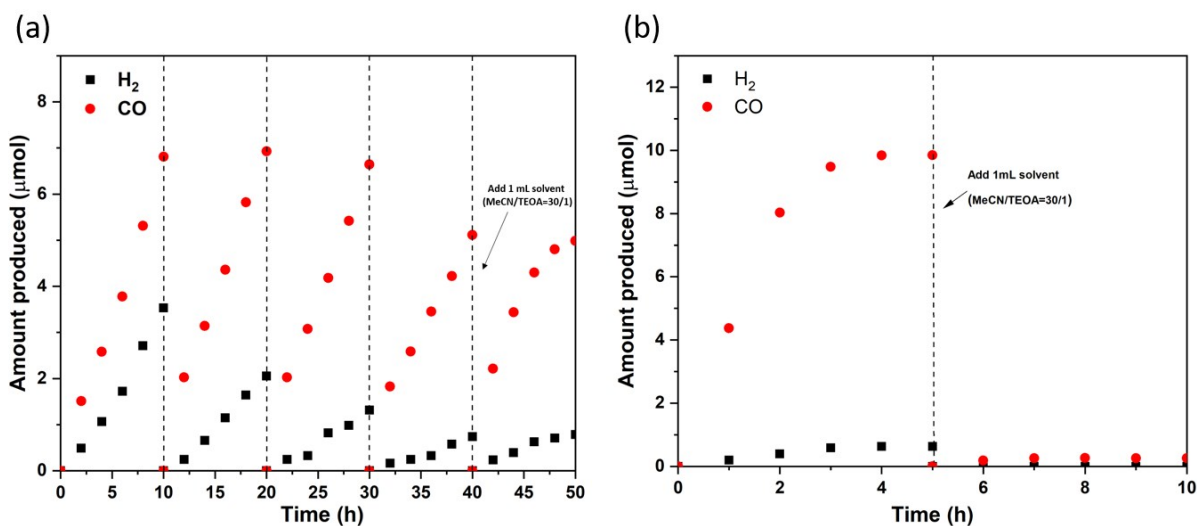 (a)
H₂
CO
Add 1 mL solvent
(MeCN/TEOA=30/1)
Amount produced (μmol)
8
6
4
2
0
0 5 10 15 20 25 30 35 40 45 50
Time (h)
(b)
H₂
CO
Add 1mL solvent
(MeCN/TEOA=30/1)
Amount produced (μmol)
12
10
8
6
4
2
0
0 2 4 6 8 10
Time (h)